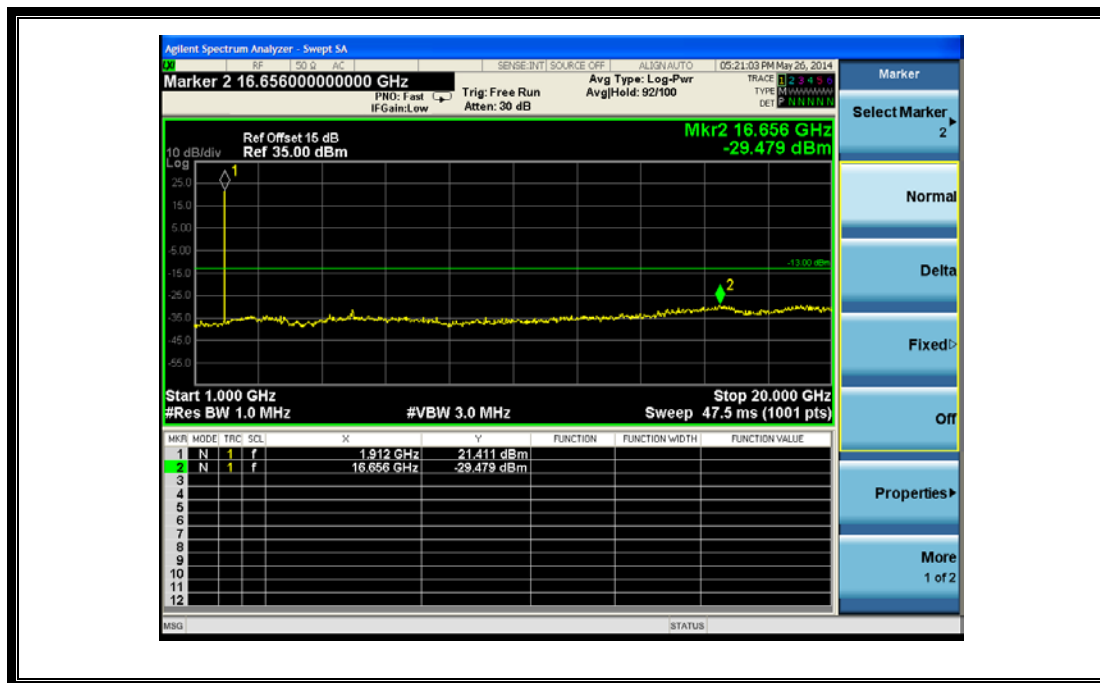 Agilent Spectrum Analyzer - Swept SA
RF 50 Ω AC SENSE:INT SOURCE OFF ALIGN AUTO 05:21:03 PM May 26, 2014
Marker 2 16.656000000000 GHz
PNO: Fast
IFGain:Low
Trig: Free Run
Atten: 30 dB
Avg Type: Log-Pwr
Avg|Hold: 92/100
TRACE 1 2 3 4 5 6
TYPE M
DET P N N N N N
Ref Offset 15 dB
10 dB/div Ref 35.00 dBm
Log
Mkr2 16.656 GHz
-29.479 dBm
25.0
15.0
5.00
-5.00
-15.0
-25.0
-35.0
-45.0
-55.0
1
2
-13.00 dBm
Start 1.000 GHz Stop 20.000 GHz
#Res BW 1.0 MHz #VBW 3.0 MHz Sweep 47.5 ms (1001 pts)
MKR MODE TRC SCL X Y FUNCTION FUNCTION WIDTH FUNCTION VALUE
1 N 1 f 1.912 GHz 21.411 dBm
2 N 1 f 16.656 GHz -29.479 dBm
3
4
5
6
7
8
9
10
11
12
MSG STATUS
Marker
Select Marker
2
Normal
Delta
Fixed
Off
Properties
More
1 of 2